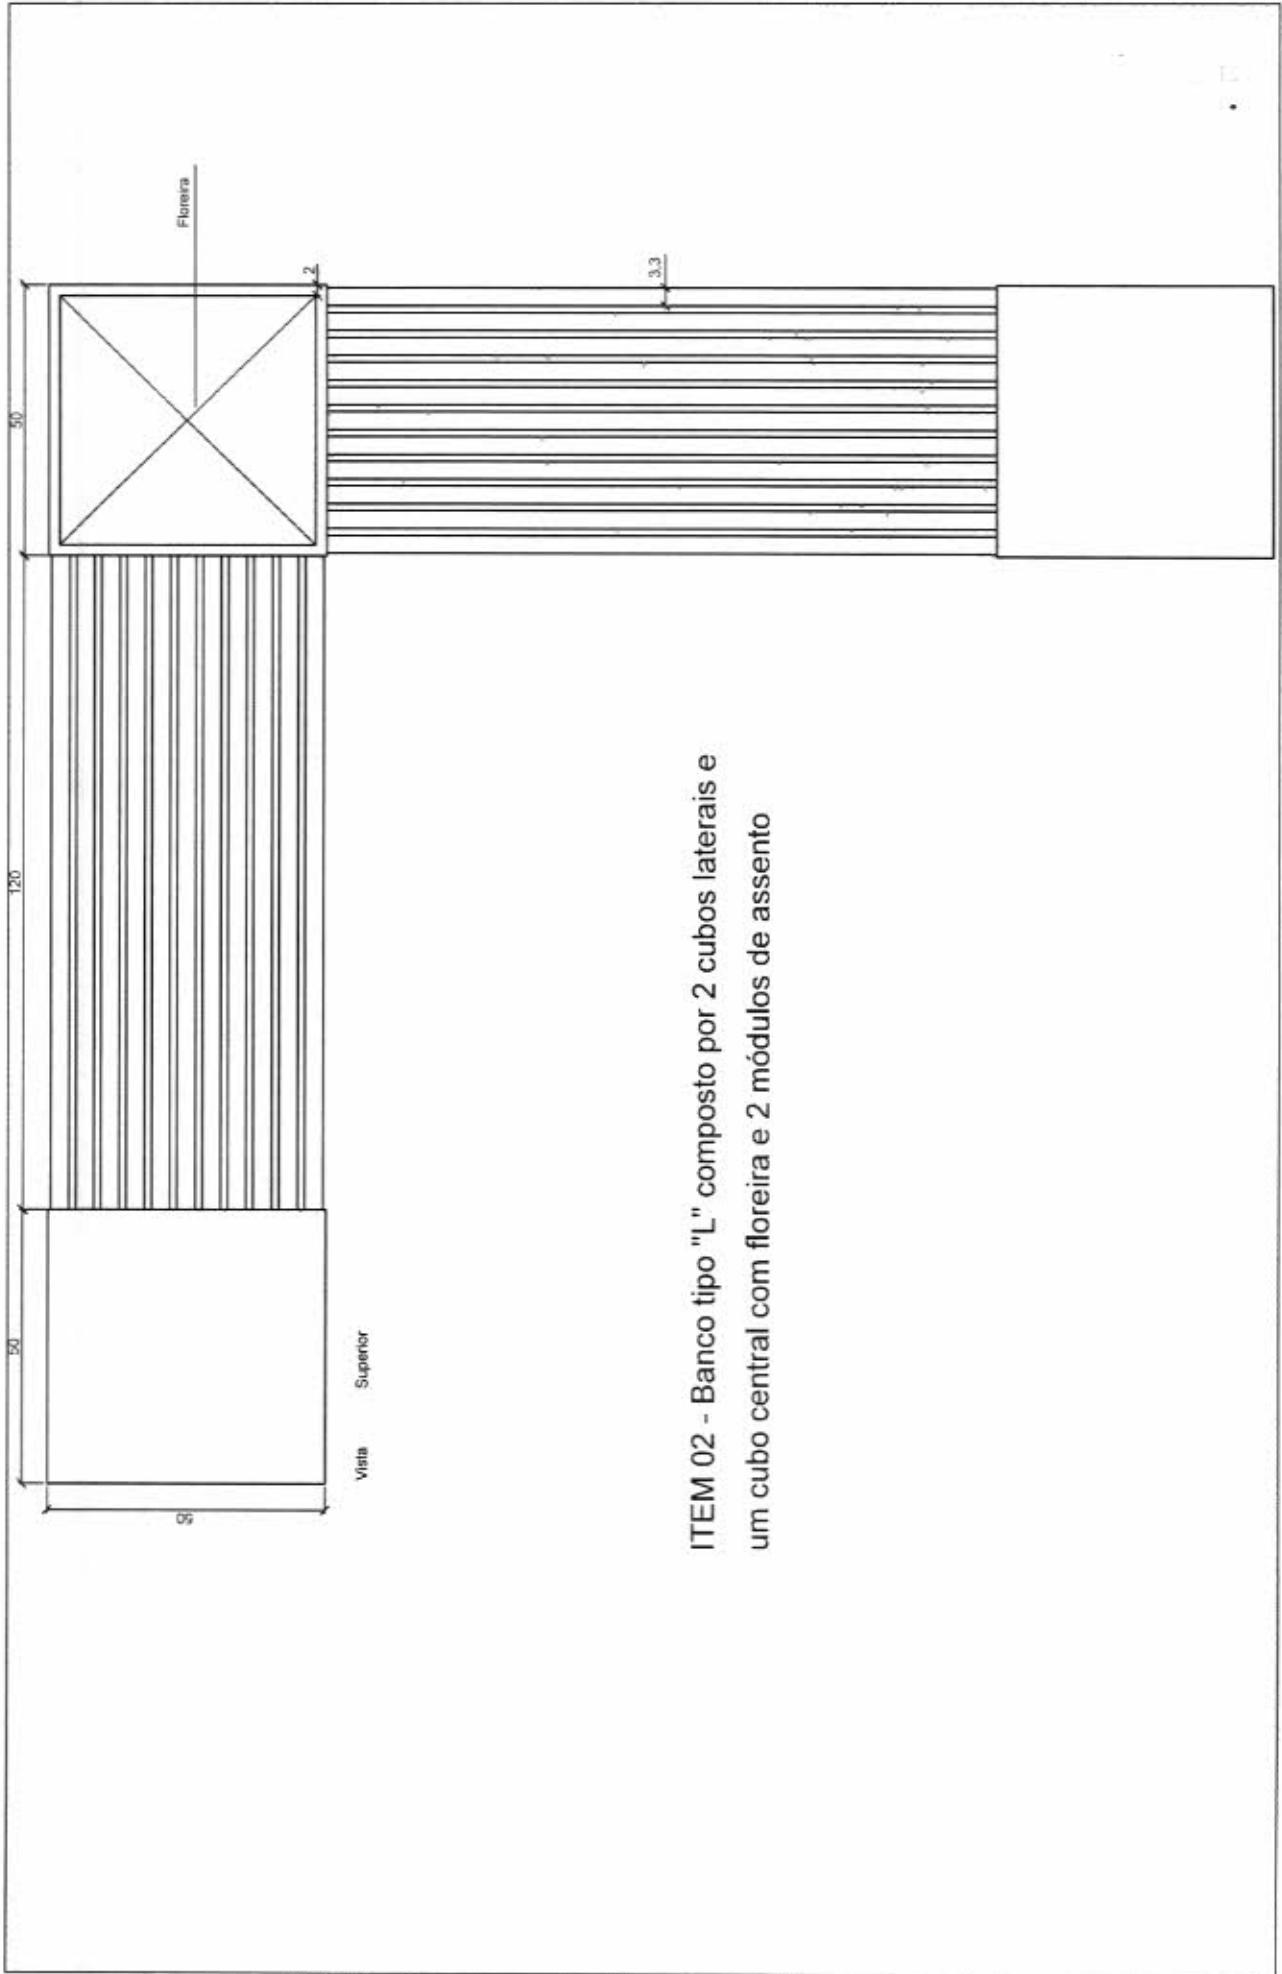 50
120
50
50
Floreira
2
3.3
Vista Superior
ITEM 02 - Banco tipo "L" composto por 2 cubos laterais e
um cubo central com floreira e 2 módulos de assento